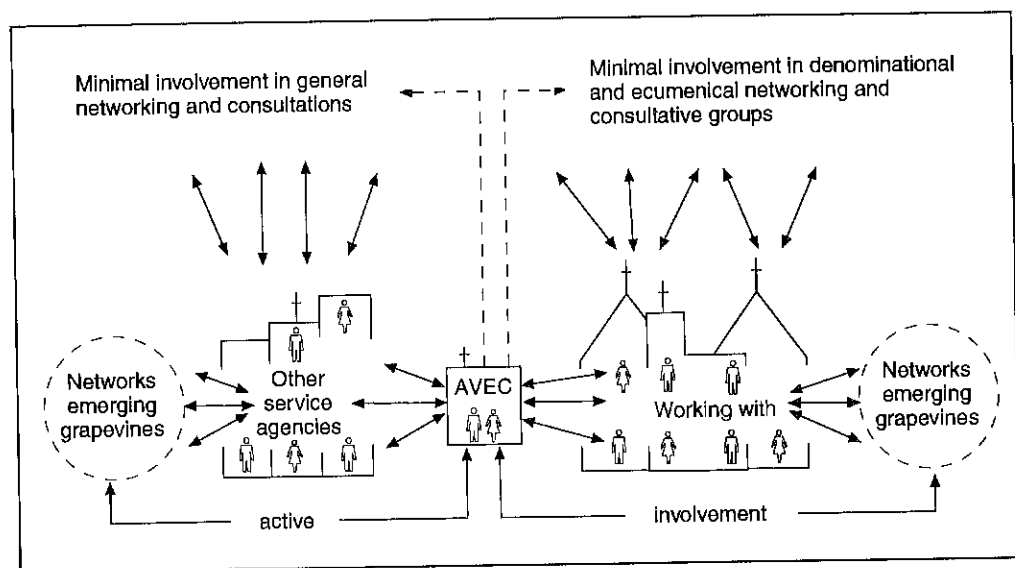 Minimal involvement in general
networking and consultations
Minimal involvement in denominational
and ecumenical networking and
consultative groups
Networks
emerging
grapevines
Other
service
agencies
AVEC
Working with
Networks
emerging
grapevines
active
involvement